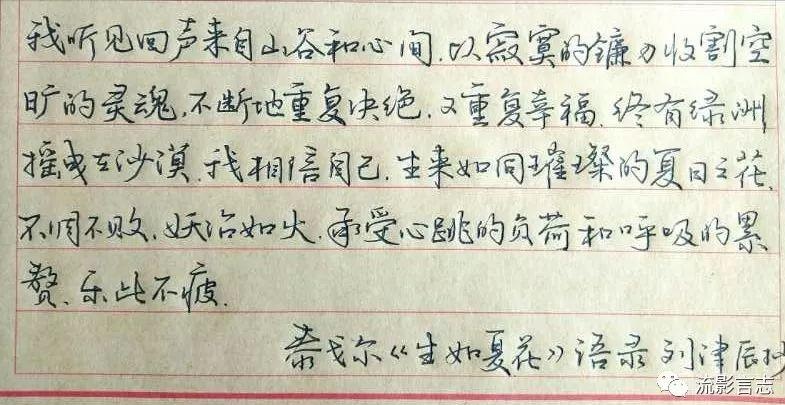 我听见回声来自山谷和心间.以寂寞的镰刀收割空
旷的灵魂,不断地重复决绝,又重复幸福.终有绿洲
摇曳在沙漠.我相信自己.生来如同璀璨的夏日之花.
不凋不败.妖冶如火.承受心跳的负荷和呼吸的累
赘、乐此不疲.
泰戈尔《生如夏花》语录 刘津辰抄
流影言志